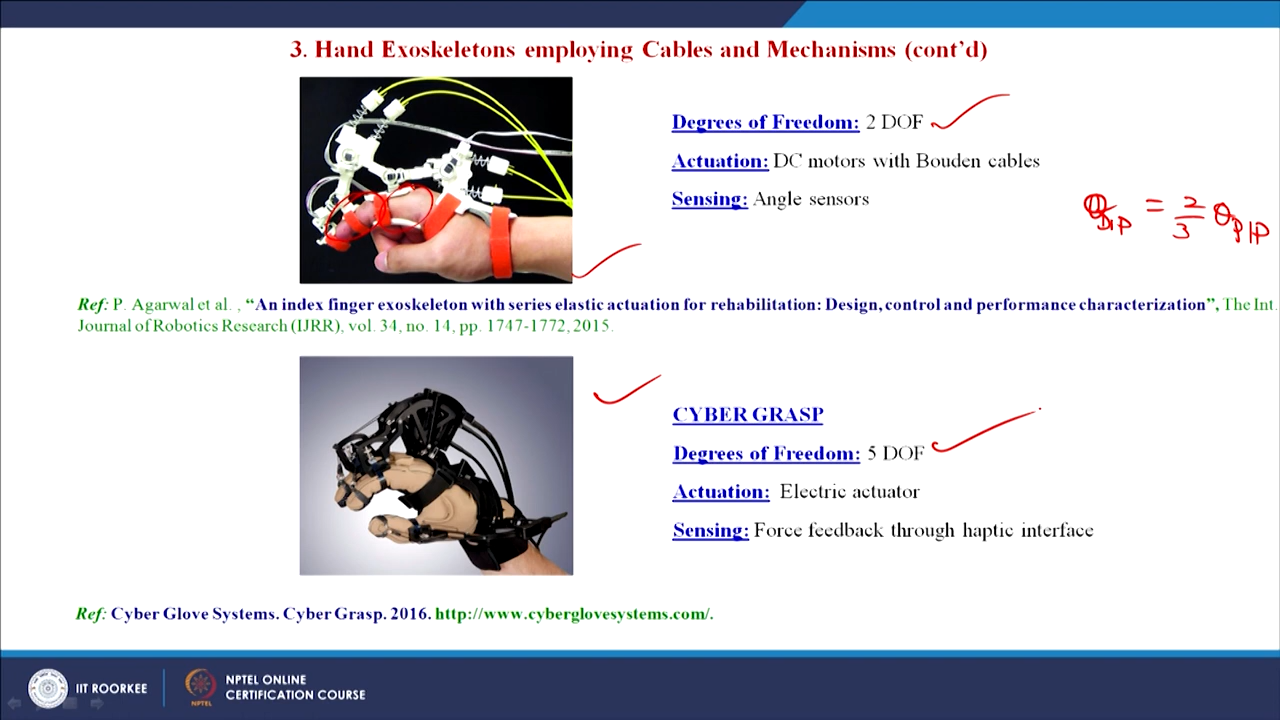 3. Hand Exoskeletons employing Cables and Mechanisms (cont'd)
Degrees of Freedom: 2 DOF
Actuation: DC motors with Bouden cables
Sensing: Angle sensors
θDIP = 2/3 θPIP
Ref: P. Agarwal et al. , “An index finger exoskeleton with series elastic actuation for rehabilitation: Design, control and performance characterization”, The Int.
Journal of Robotics Research (IJRR), vol. 34, no. 14, pp. 1747-1772, 2015.
CYBER GRASP
Degrees of Freedom: 5 DOF
Actuation: Electric actuator
Sensing: Force feedback through haptic interface
Ref: Cyber Glove Systems. Cyber Grasp. 2016. http://www.cyberglovesystems.com/.
IIT ROORKEE
NPTEL
NPTEL ONLINE
CERTIFICATION COURSE